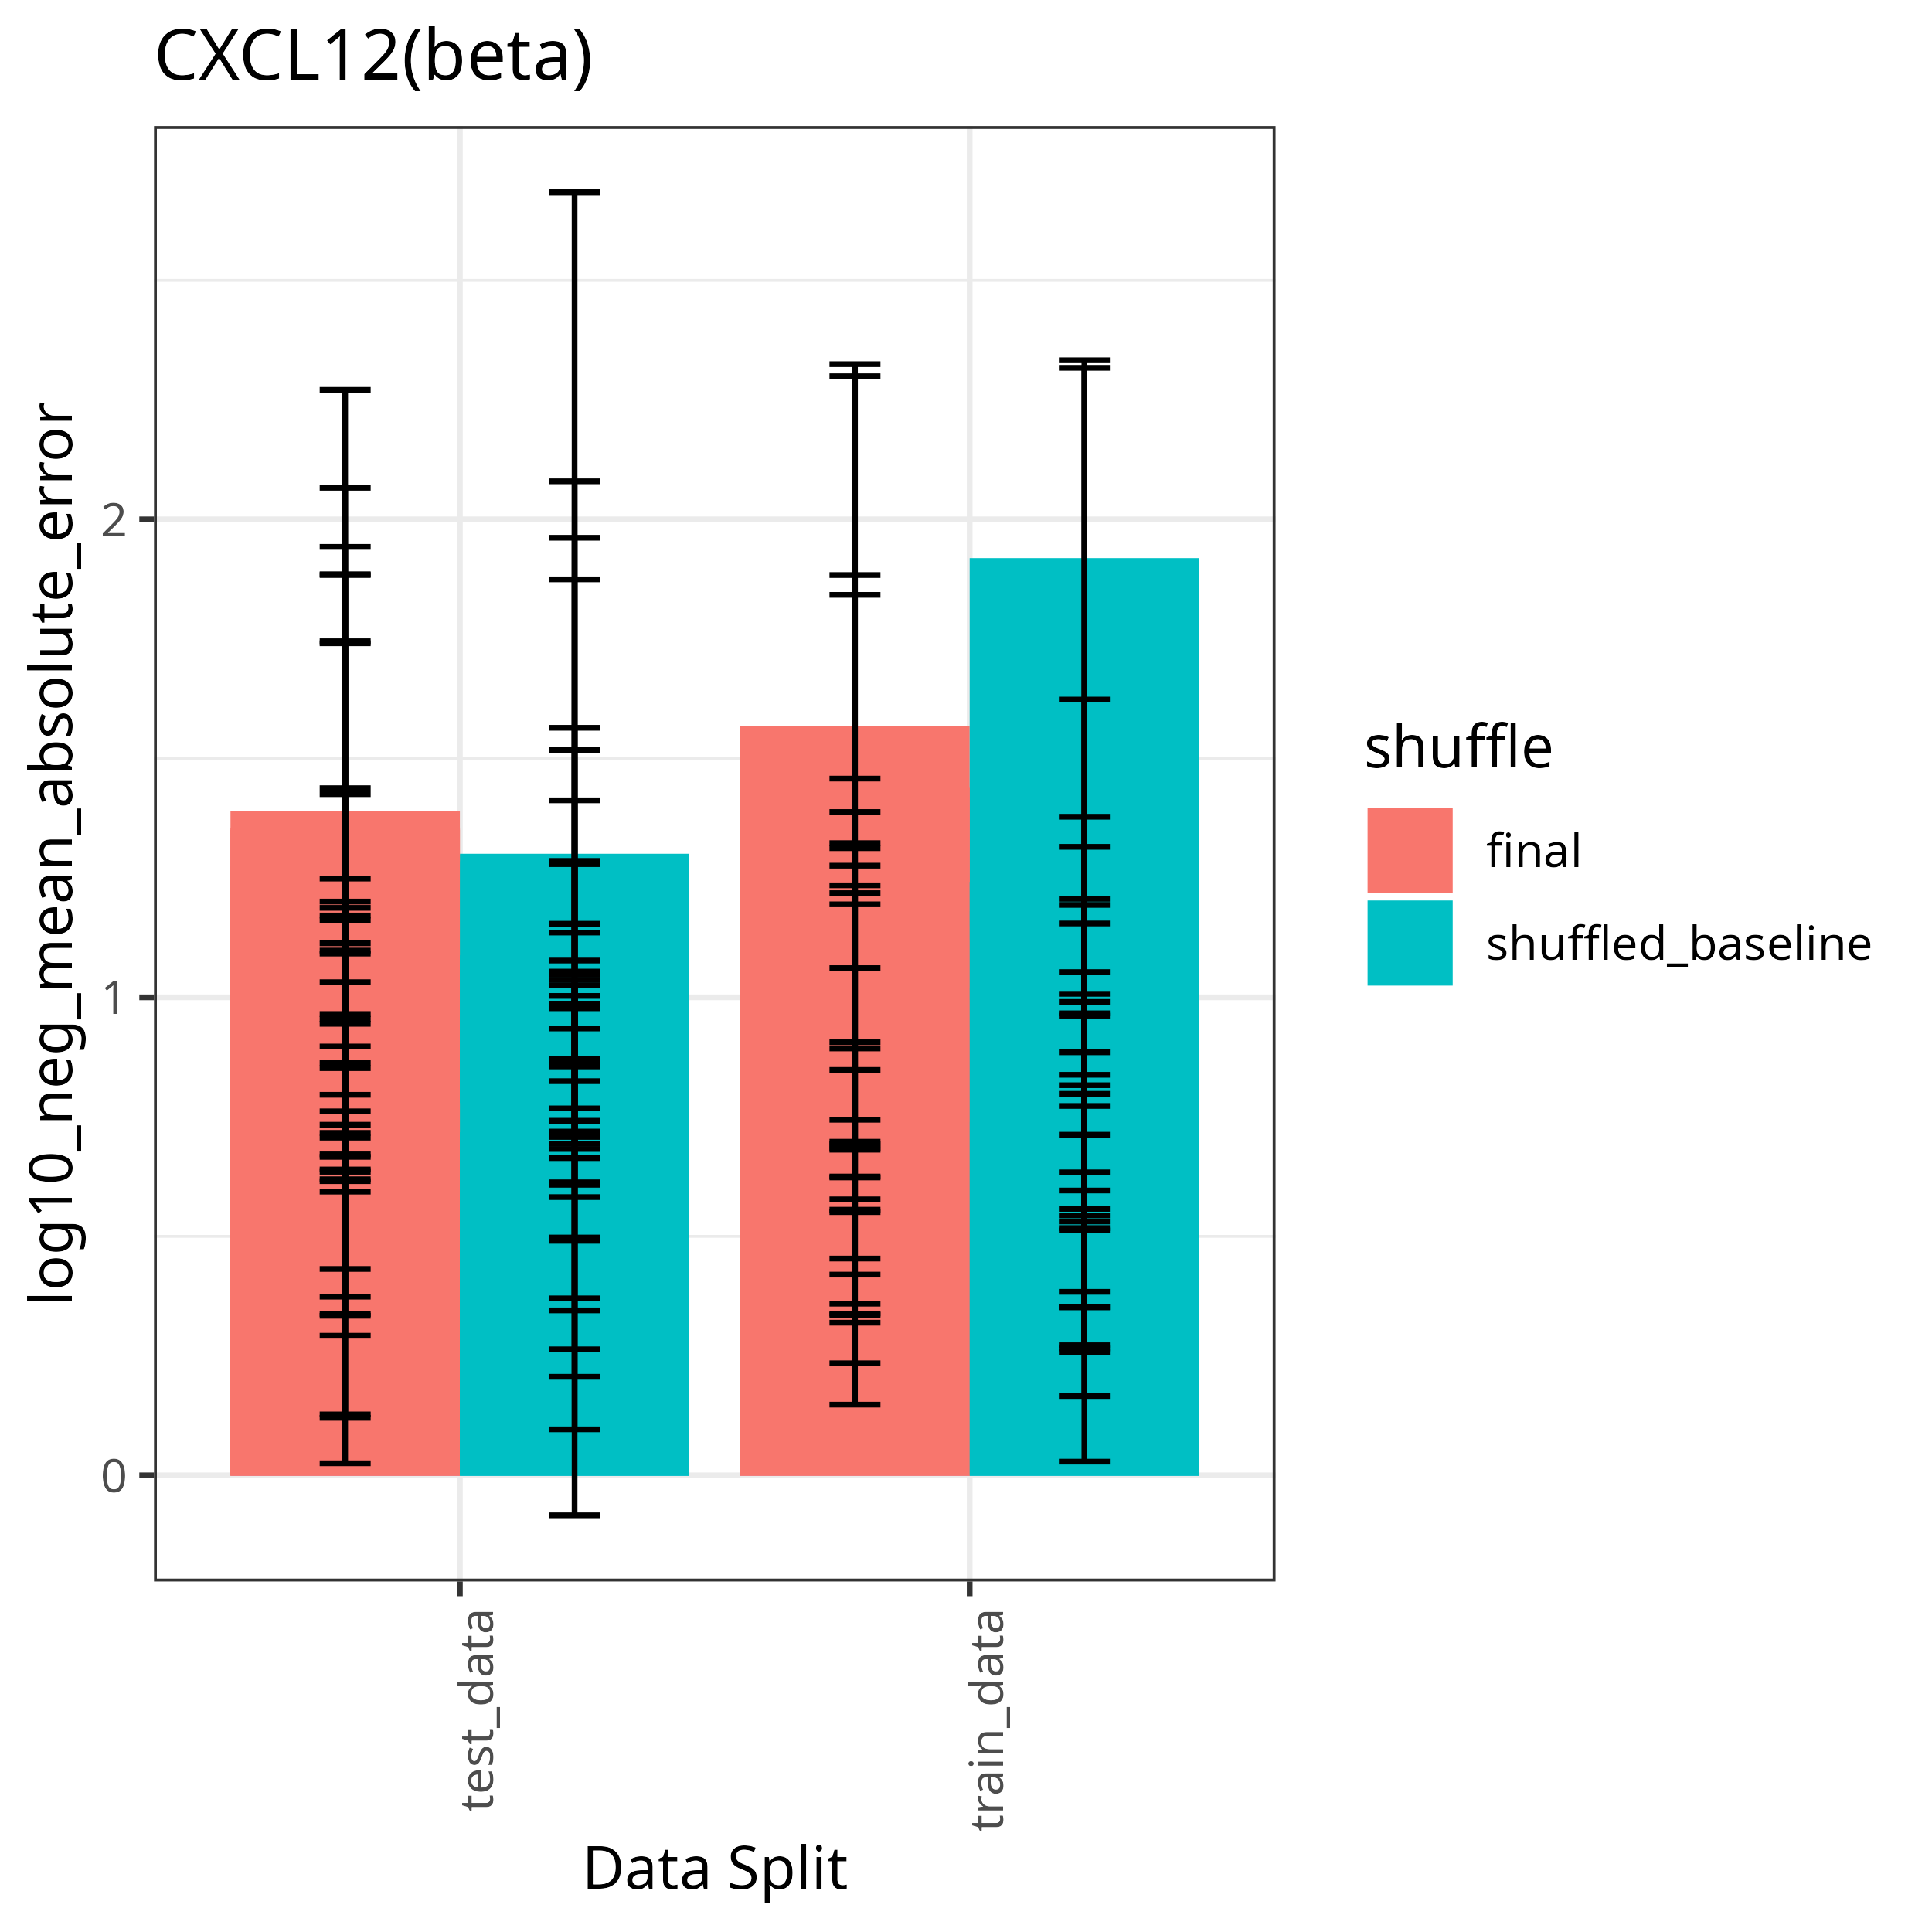 CXCL12(beta)
log10_neg_mean_absolute_error
2
1
0
test_data
train_data
Data Split
shuffle
final
shuffled_baseline